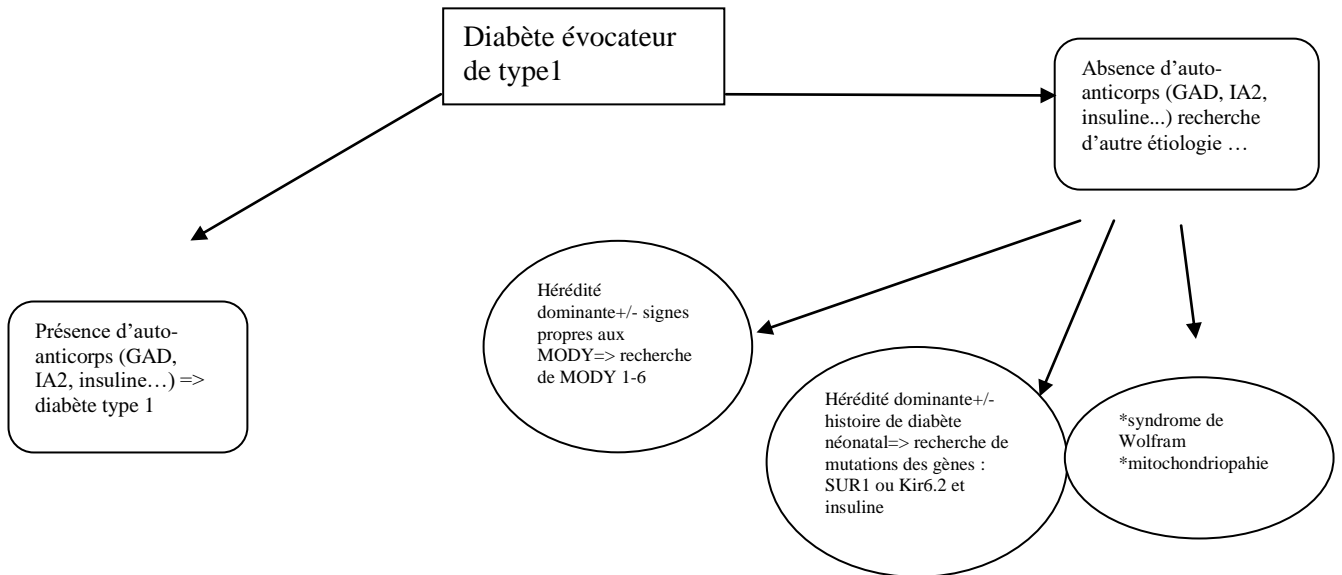 Diabète évocateur
de type1
Absence d'auto-
anticorps (GAD, IA2,
insuline...) recherche
d'autre étiologie …
Présence d'auto-
anticorps (GAD,
IA2, insuline…) =>
diabète type 1
Hérédité
dominante+/- signes
propres aux
MODY=> recherche
de MODY 1-6
Hérédité dominante+/-
histoire de diabète
néonatal=> recherche de
mutations des gènes :
SUR1 ou Kir6.2 et
insuline
*syndrome de
Wolfram
*mitochondriopahie